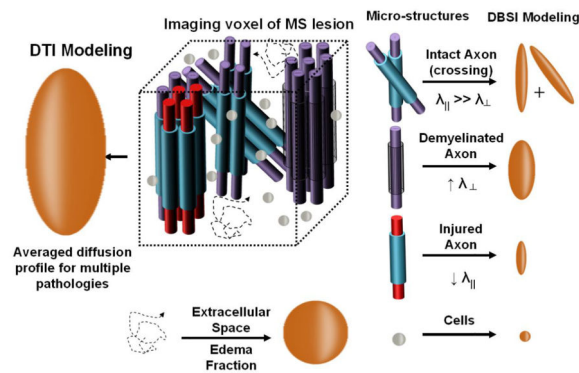 Imaging voxel of MS lesion
DTI Modeling
Averaged diffusion
profile for multiple
pathologies
Micro-structures
DBSI Modeling
Intact Axon
(crossing)
λ∥ >> λ⊥
+
Demyelinated
Axon
↑ λ⊥
Injured
Axon
↓ λ∥
Cells
Extracellular
Space
Edema
Fraction